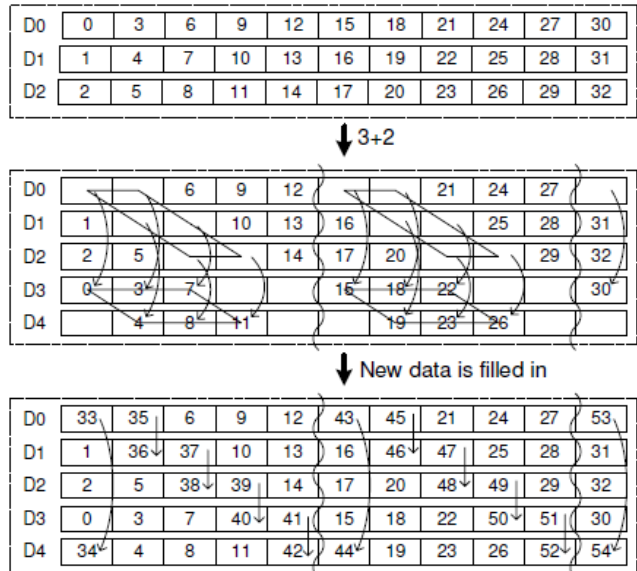 D0 0 3 6 9 12 15 18 21 24 27 30
D1 1 4 7 10 13 16 19 22 25 28 31
D2 2 5 8 11 14 17 20 23 26 29 32
3+2
D0 6 9 12 21 24 27
D1 1 10 13 16 25 28 31
D2 2 5 14 17 20 29 32
D3 0 3 7 15 18 22 30
D4 4 8 11 19 23 26
New data is filled in
D0 33 35 6 9 12 43 45 21 24 27 53
D1 1 36 37 10 13 16 46 47 25 28 31
D2 2 5 38 39 14 17 20 48 49 29 32
D3 0 3 7 40 41 15 18 22 50 51 30
D4 34 4 8 11 42 44 19 23 26 52 54